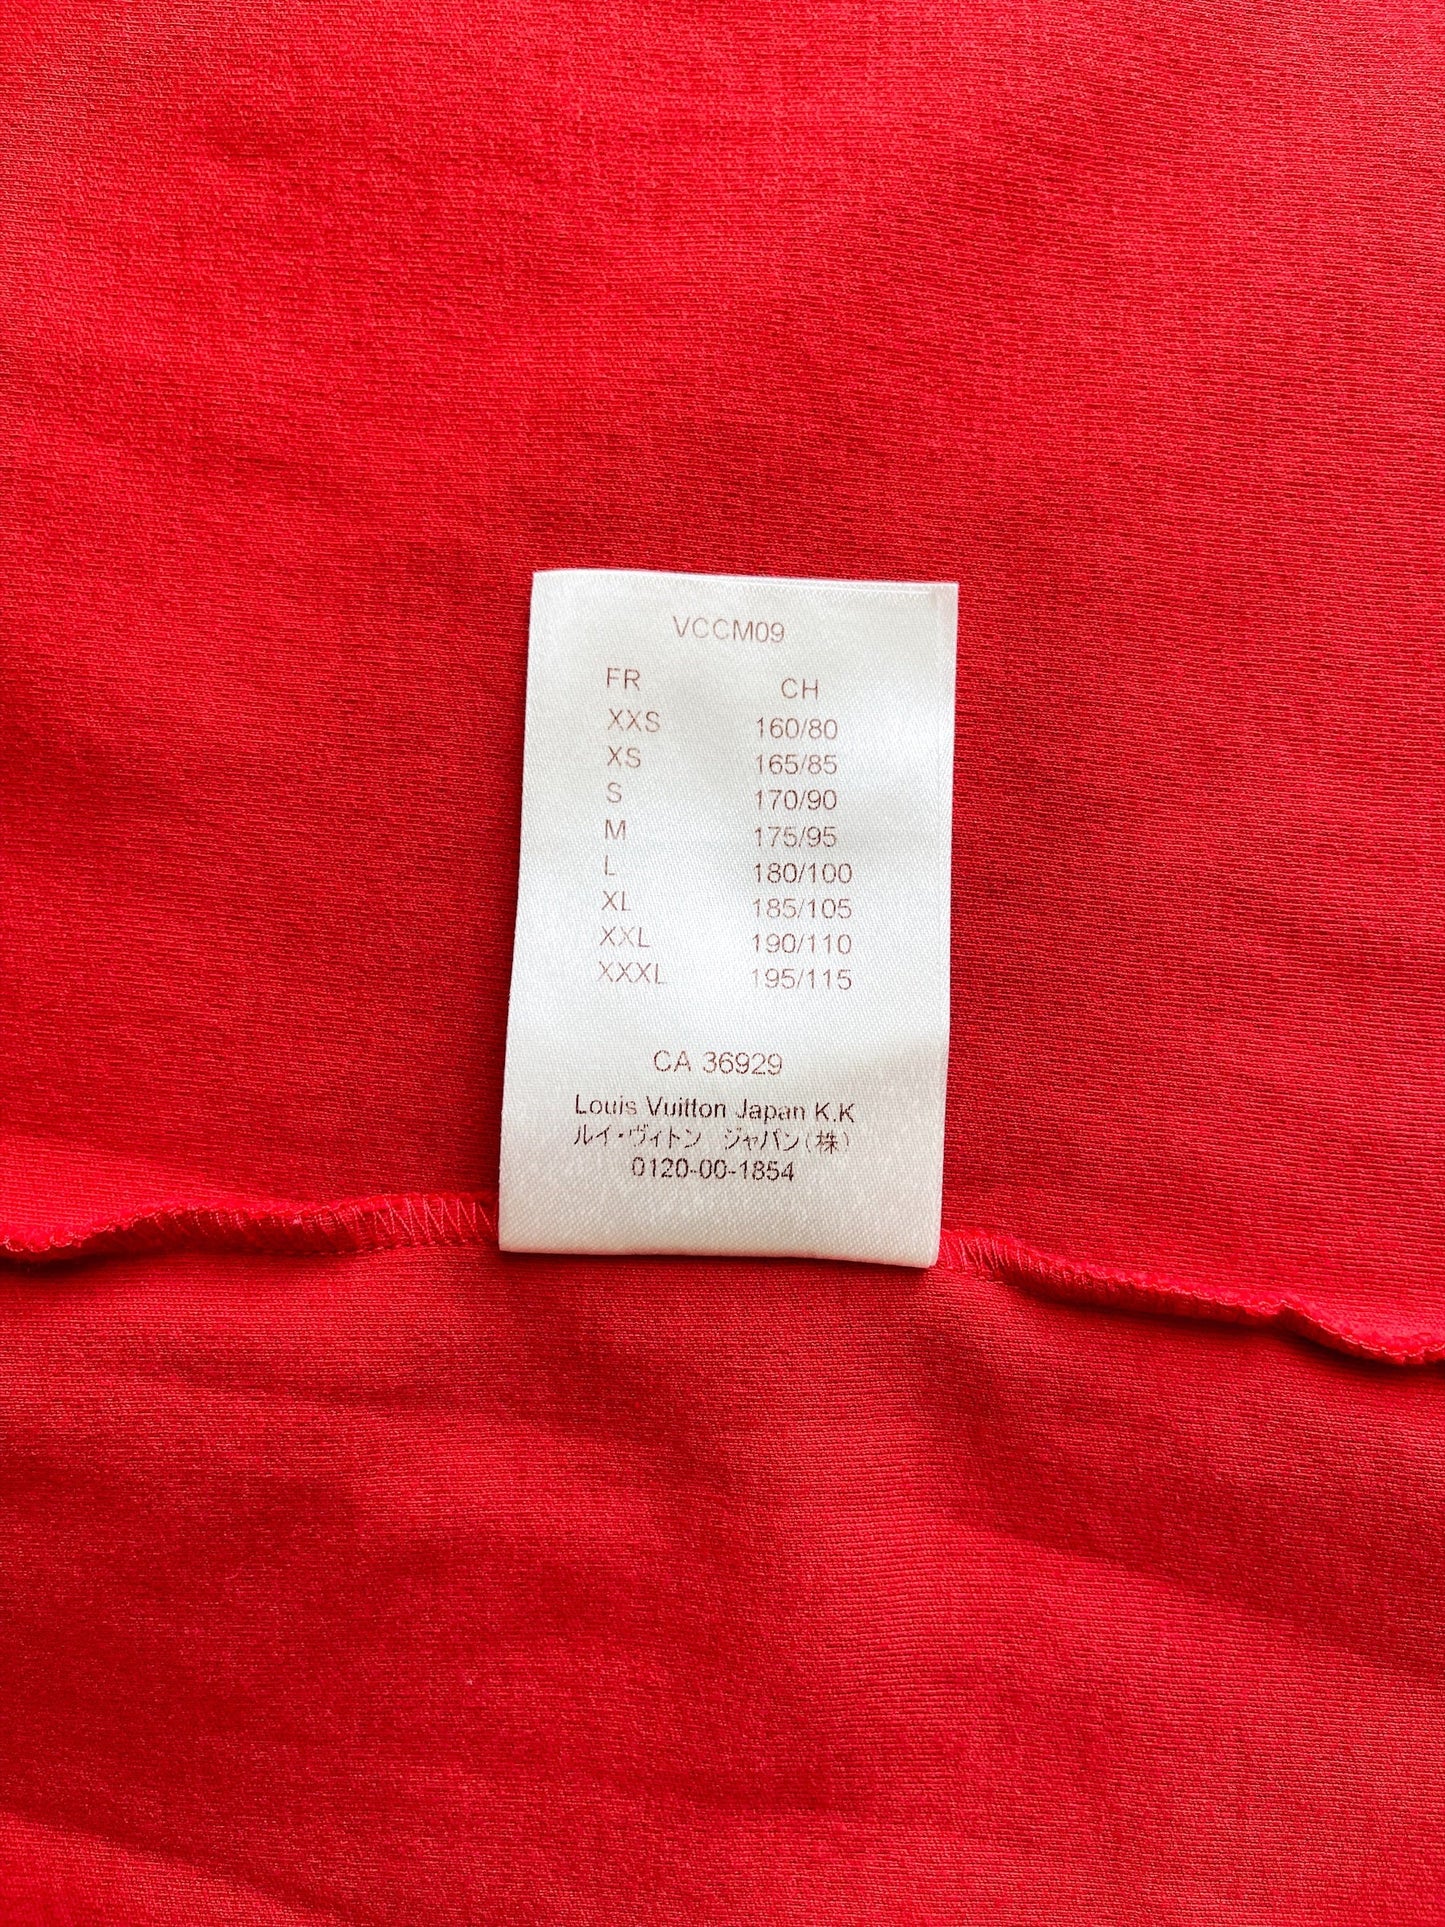 VCCM09
FR CH
XXS 160/80
XS 165/85
S 170/90
M 175/95
L 180/100
XL 185/105
XXL 190/110
XXXL 195/115
CA 36929
Louis Vuitton Japan K.K
ルイ・ヴィトン ジャパン(株)
0120-00-1854